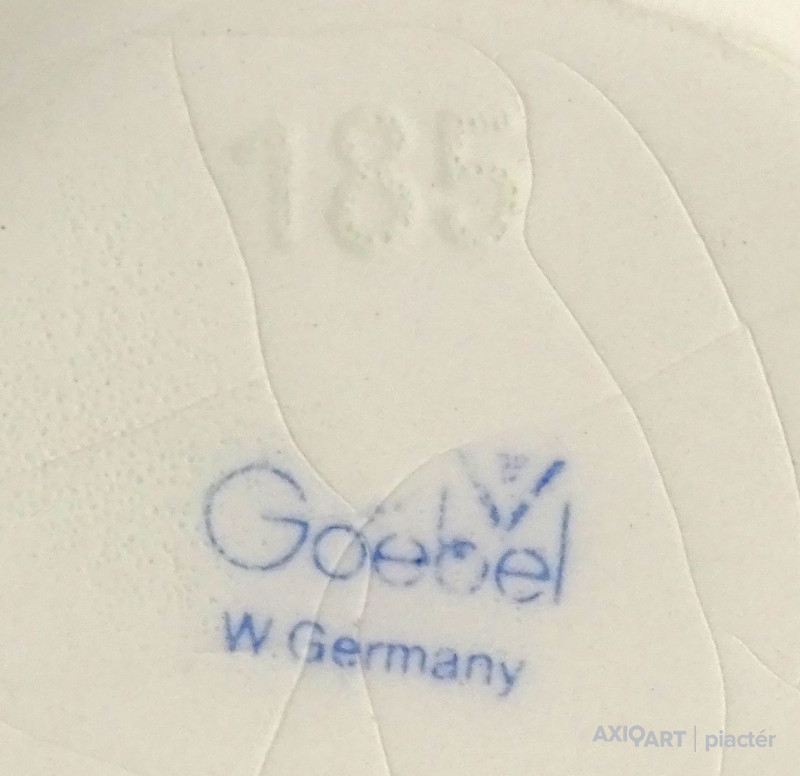 185
Goebel
W. Germany
AXIOART | piactér